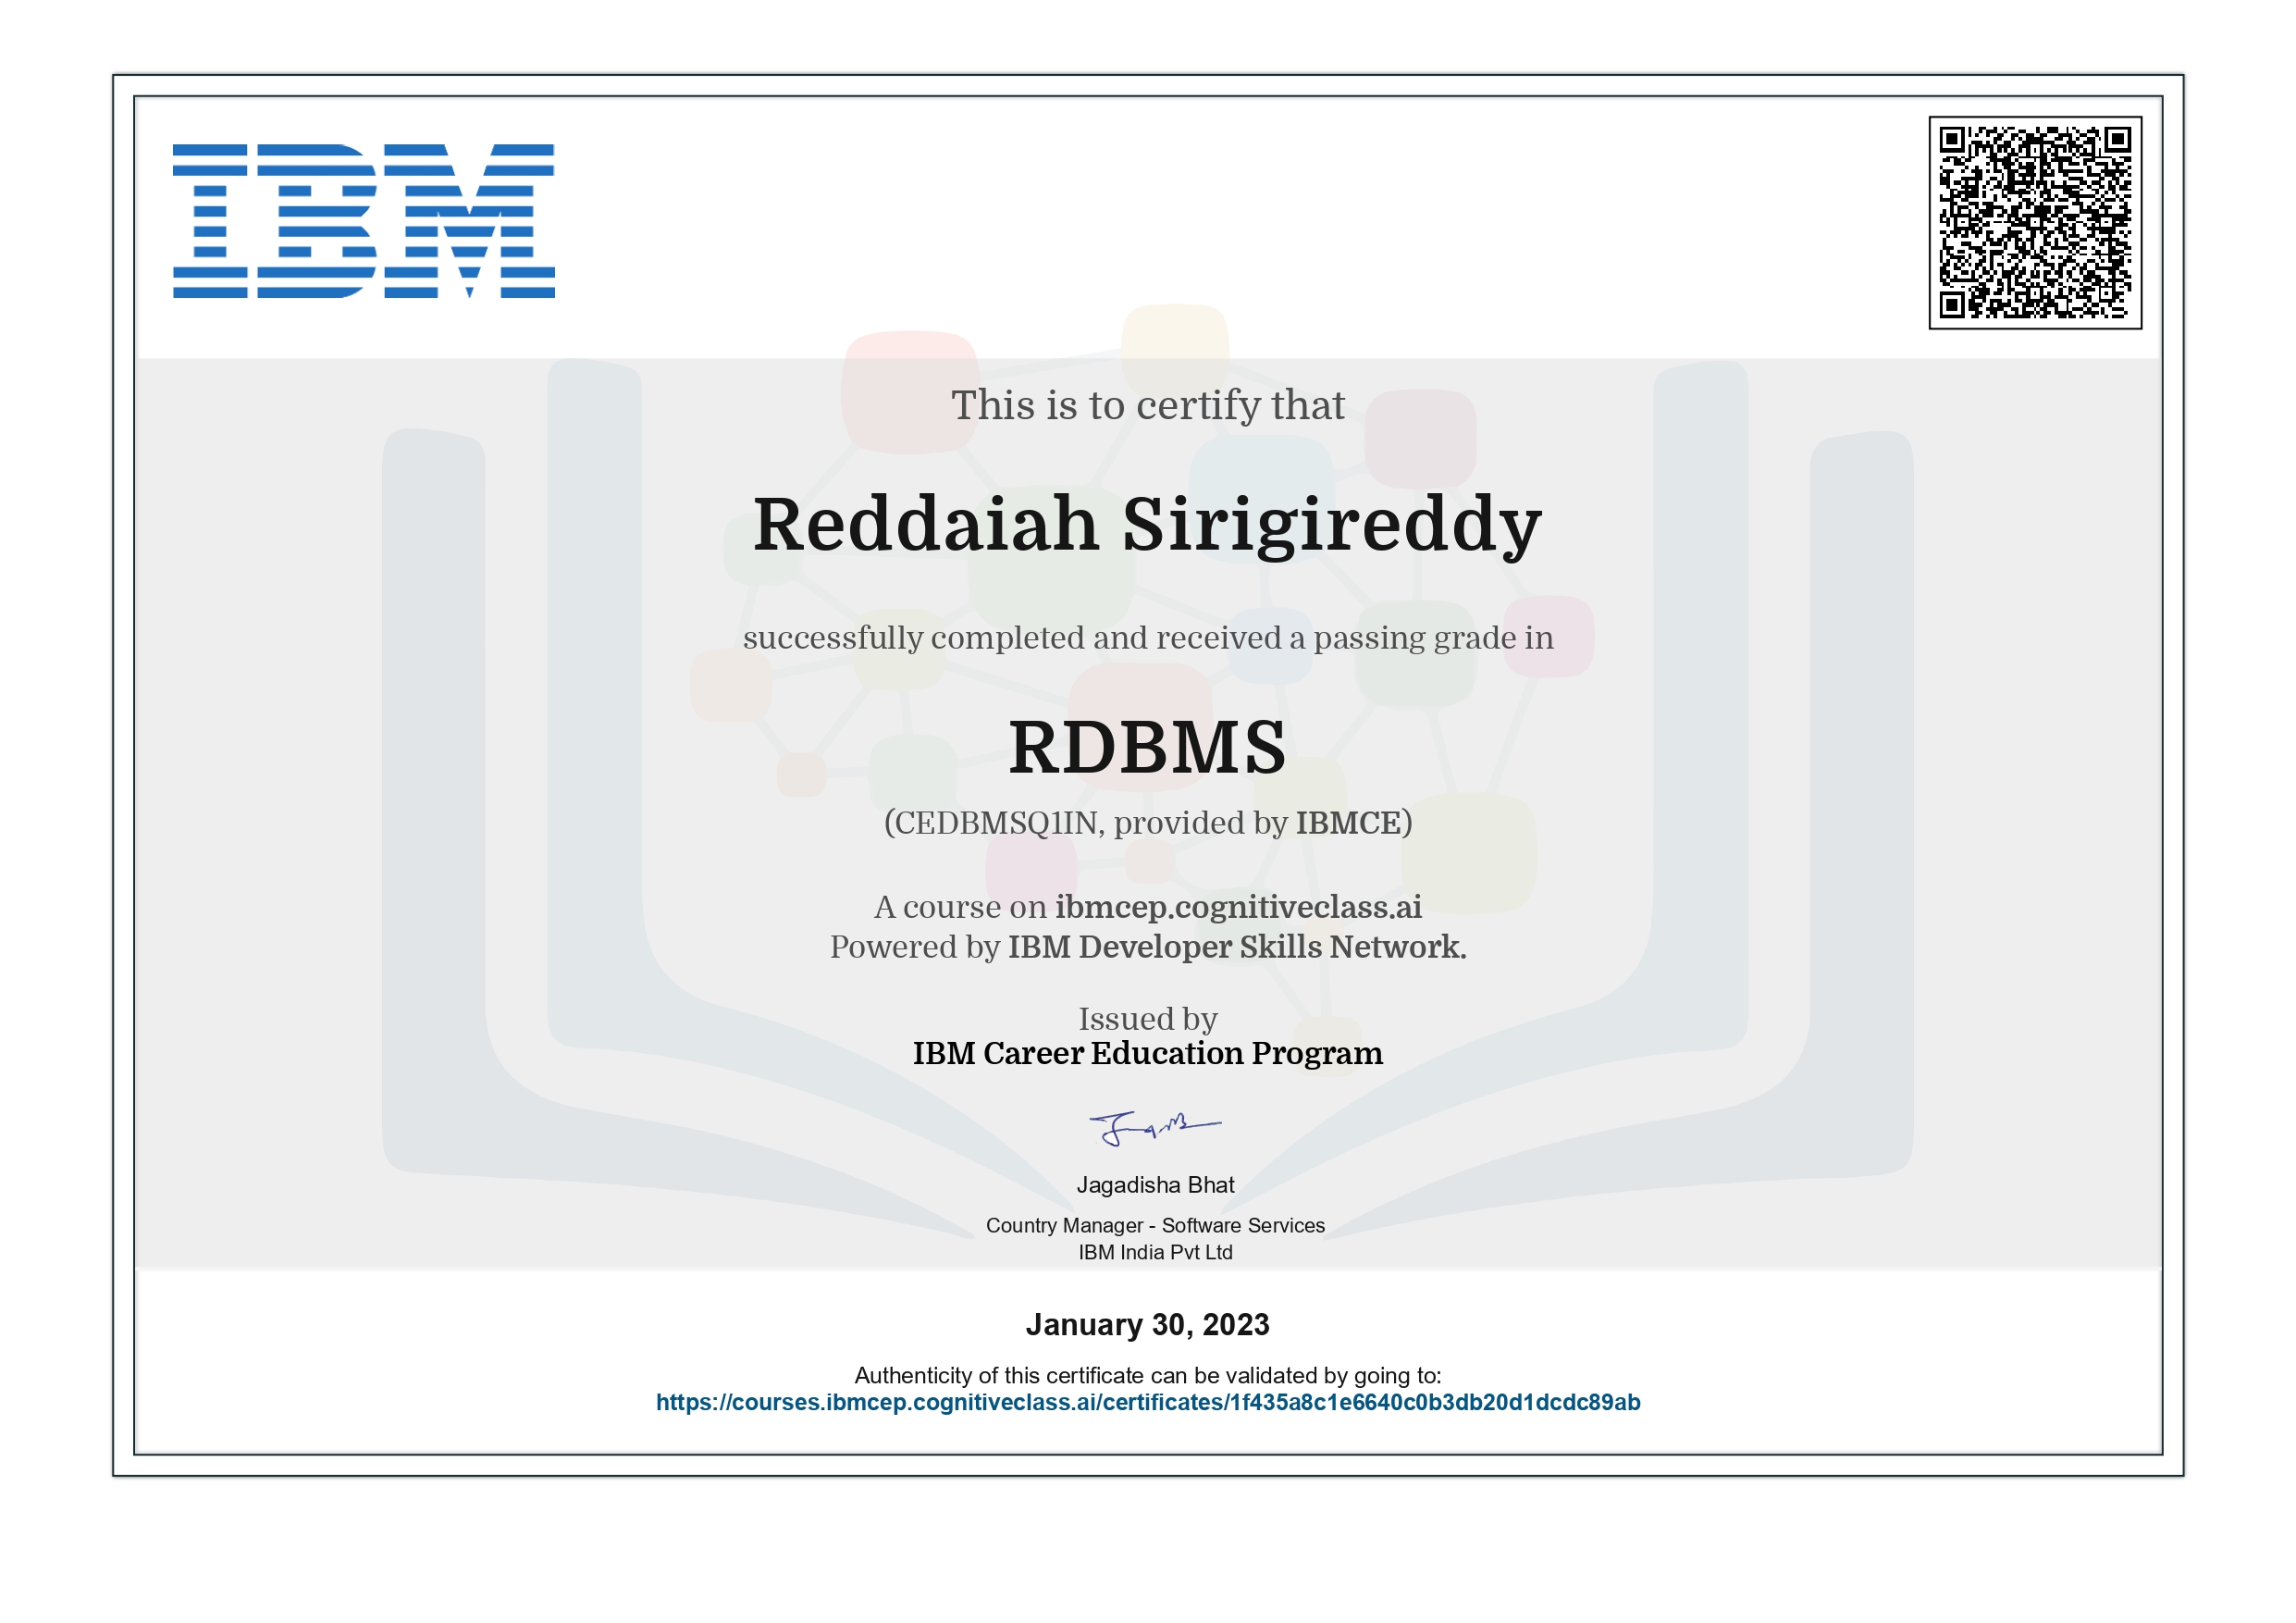 IBM
This is to certify that
Reddaiah Sirigireddy
successfully completed and received a passing grade in
RDBMS
(CEDBMSQ1IN, provided by IBMCE)
A course on ibmcep.cognitiveclass.ai
Powered by IBM Developer Skills Network.
Issued by
IBM Career Education Program
Jagadisha Bhat
Country Manager - Software Services
IBM India Pvt Ltd
January 30, 2023
Authenticity of this certificate can be validated by going to:
https://courses.ibmcep.cognitiveclass.ai/certificates/1f435a8c1e6640c0b3db20d1dcdc89ab